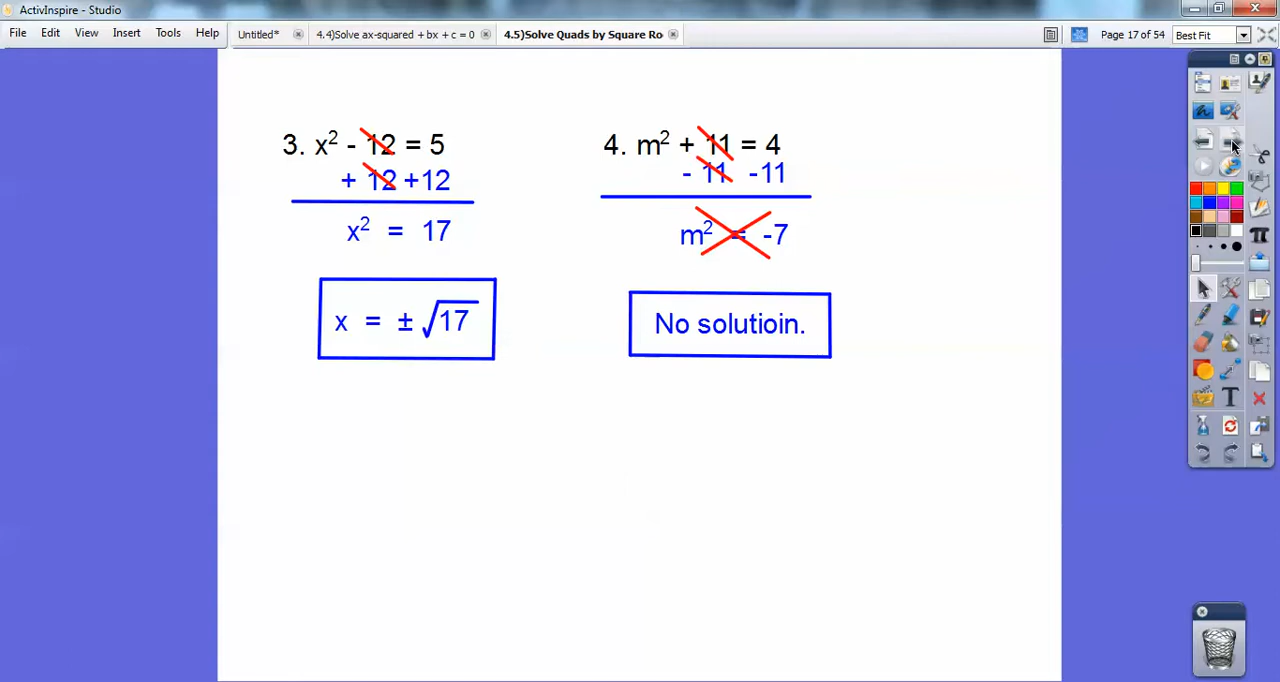 ActivInspire - Studio
File Edit View Insert Tools Help
Untitled* 4.4)Solve ax-squared + bx + c = 0 4.5)Solve Quads by Square Ro
Page 17 of 54 Best Fit
3. x² - 12 = 5
+ 12 +12
x² = 17
x = ± √17
4. m² + 11 = 4
- 11 -11
m² = -7
No solutioin.